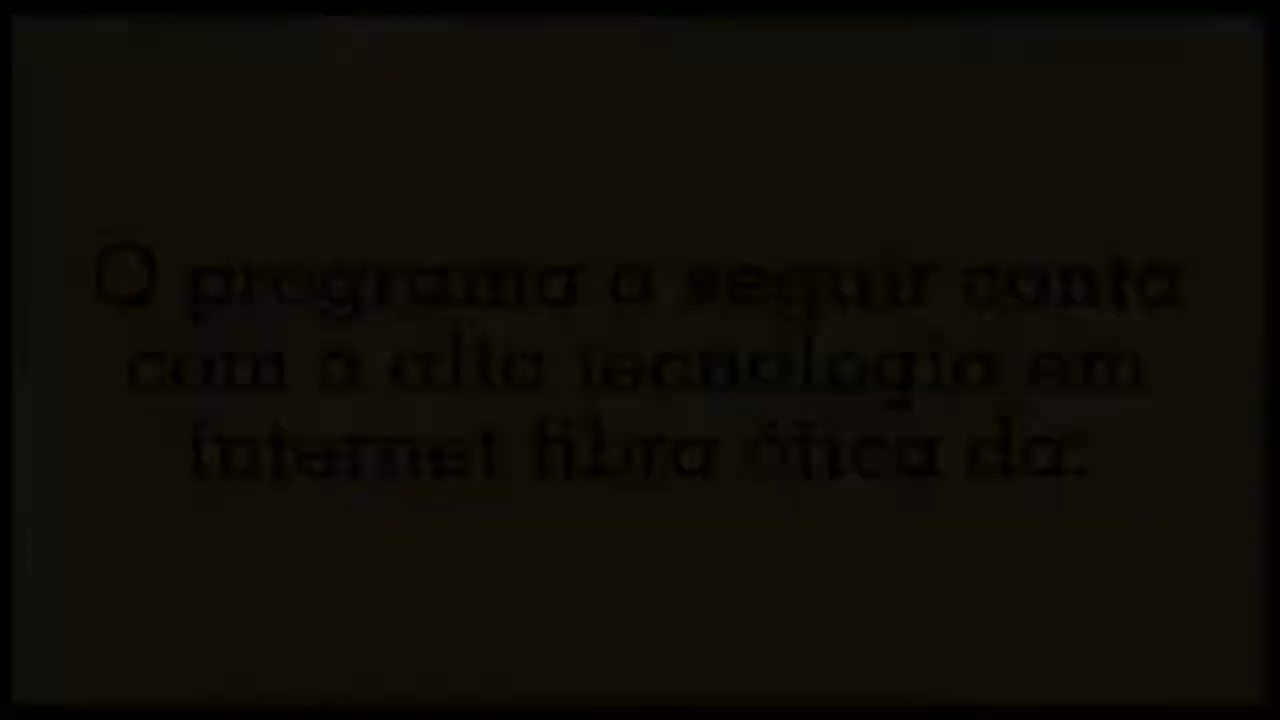 O programa a seguir conta
com a alta tecnologia em
internet fibra ótica da: